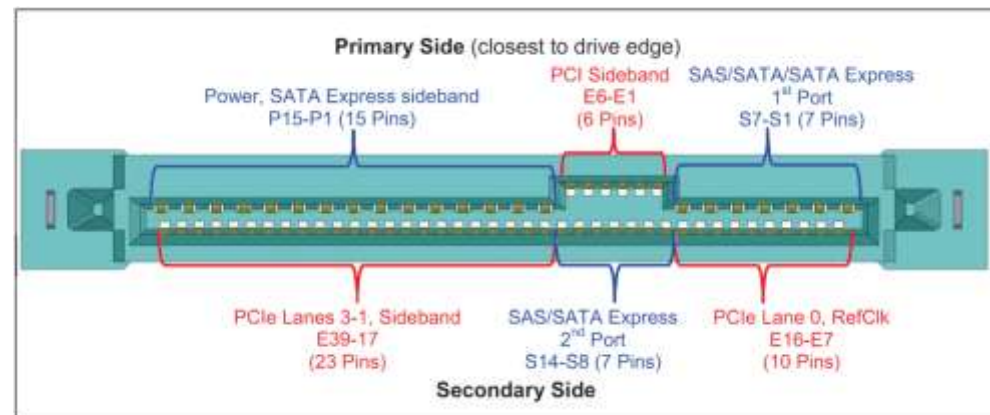 Primary Side (closest to drive edge)
Power, SATA Express sideband
P15-P1 (15 Pins)
PCI Sideband
E6-E1
(6 Pins)
SAS/SATA/SATA Express
1st Port
S7-S1 (7 Pins)
PCIe Lanes 3-1, Sideband
E39-17
(23 Pins)
SAS/SATA Express
2nd Port
S14-S8 (7 Pins)
PCIe Lane 0, RefClk
E16-E7
(10 Pins)
Secondary Side